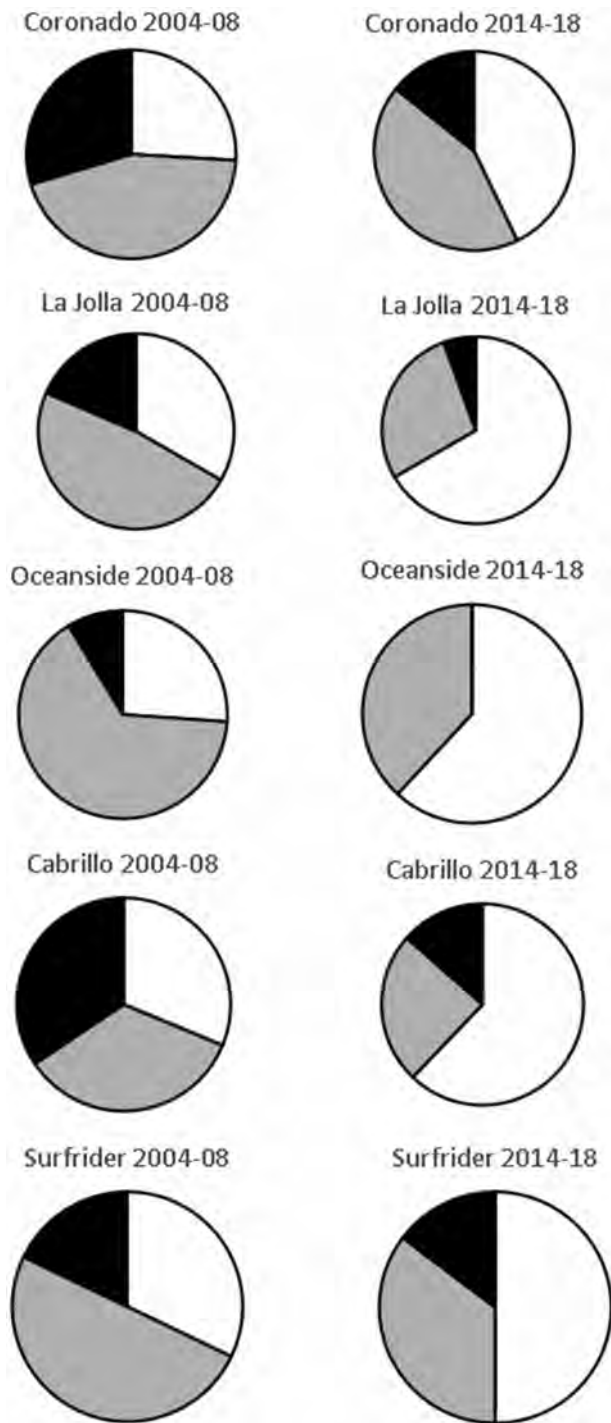 Coronado 2004-08
Coronado 2014-18
La Jolla 2004-08
La Jolla 2014-18
Oceanside 2004-08
Oceanside 2014-18
Cabrillo 2004-08
Cabrillo 2014-18
Surfrider 2004-08
Surfrider 2014-18